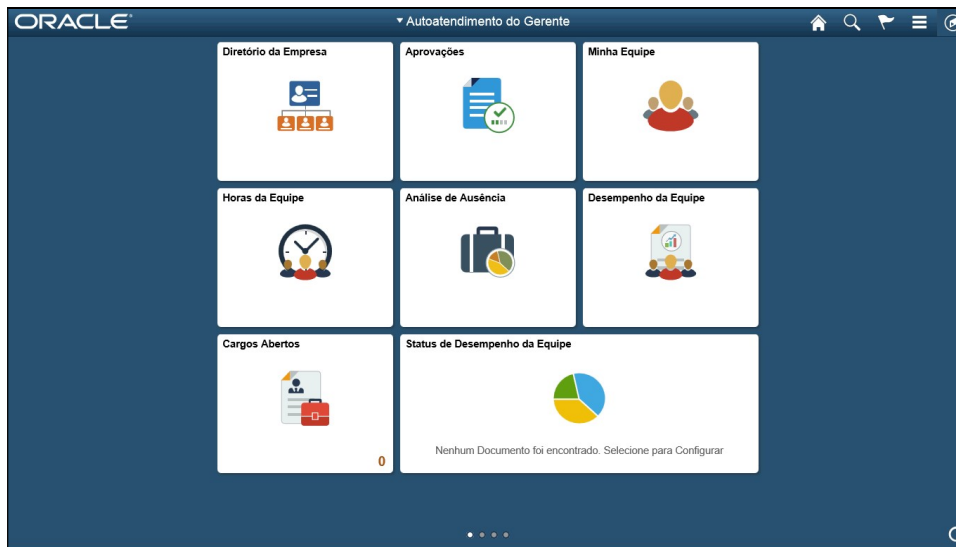 ORACLE
Autoatendimento do Gerente
Diretório da Empresa
Aprovações
Minha Equipe
Horas da Equipe
Análise de Ausência
Desempenho da Equipe
Cargos Abertos
0
Status de Desempenho da Equipe
Nenhum Documento foi encontrado. Selecione para Configurar